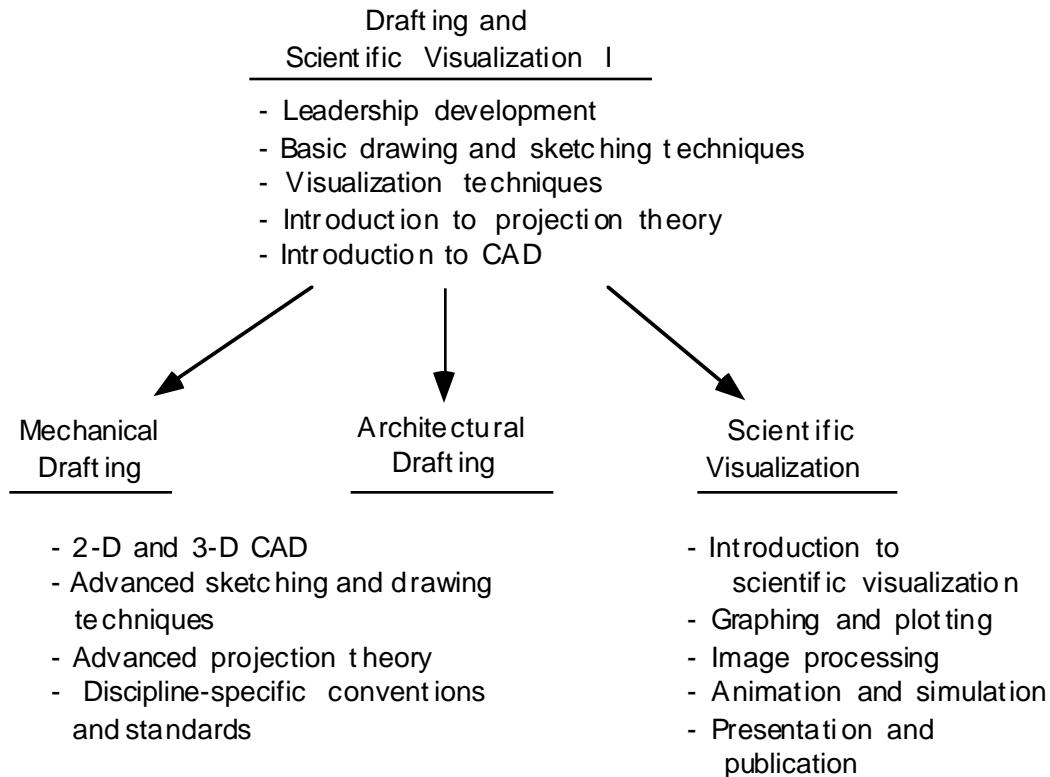 Drafting and
Scientific Visualization I
- Leadership development
- Basic drawing and sketching techniques
- Visualization techniques
- Introduction to projection theory
- Introduction to CAD
Mechanical
Drafting
Architectural
Drafting
Scientific
Visualization
- 2-D and 3-D CAD
- Advanced sketching and drawing
techniques
- Advanced projection theory
- Discipline-specific conventions
and standards
- Introduction to
scientific visualization
- Graphing and plotting
- Image processing
- Animation and simulation
- Presentation and
publication